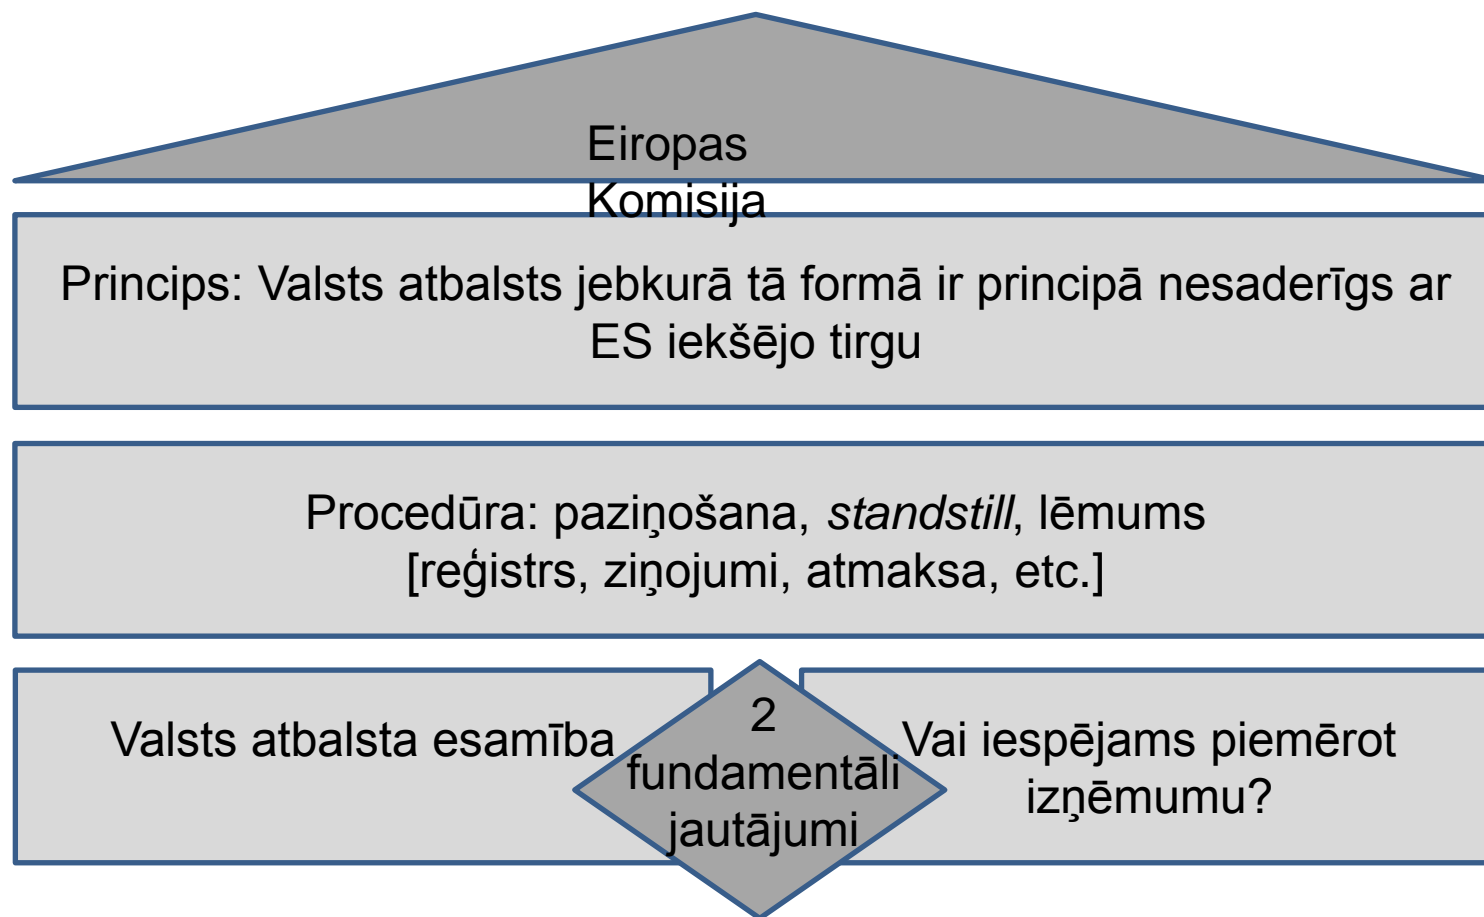 Eiropas
Komisija
Princips: Valsts atbalsts jebkurā tā formā ir principā nesaderīgs ar
ES iekšējo tirgu
Procedūra: paziņošana, standstill, lēmums
[reģistrs, ziņojumi, atmaksa, etc.]
Valsts atbalsta esamība
2
fundamentāli
jautājumi
Vai iespējams piemērot
izņēmumu?